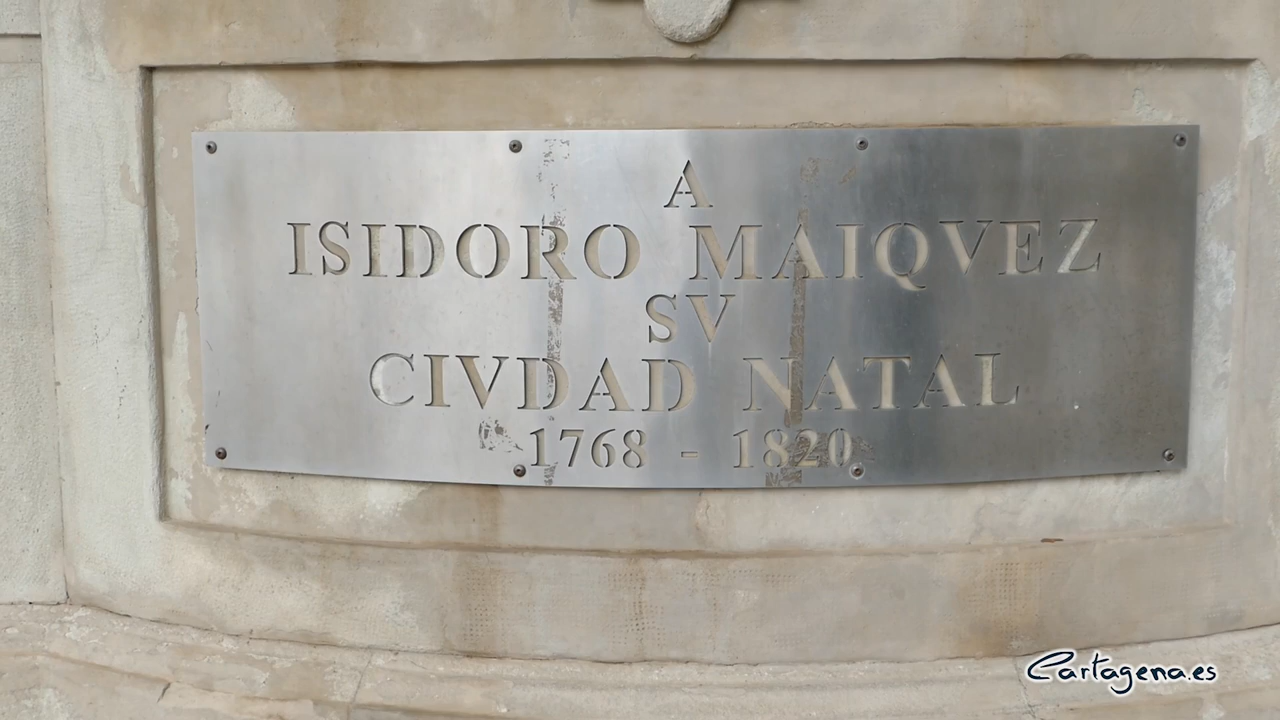 A
ISIDORO MAIQVEZ
SV
CIVDAD NATAL
1768 - 1820
Cartagena.es